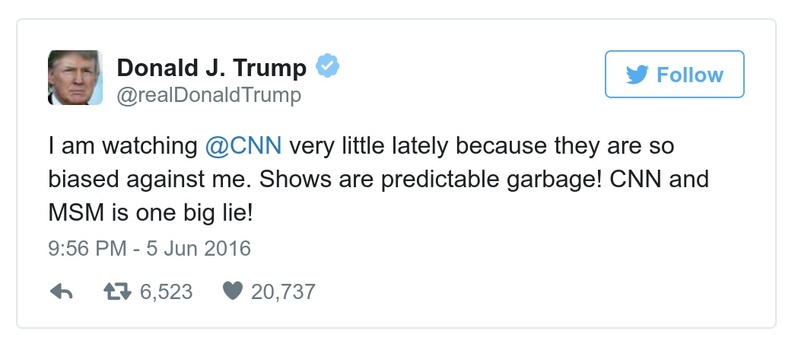 Donald J. Trump
@realDonaldTrump
Follow
I am watching @CNN very little lately because they are so
biased against me. Shows are predictable garbage! CNN and
MSM is one big lie!
9:56 PM - 5 Jun 2016
6,523 20,737